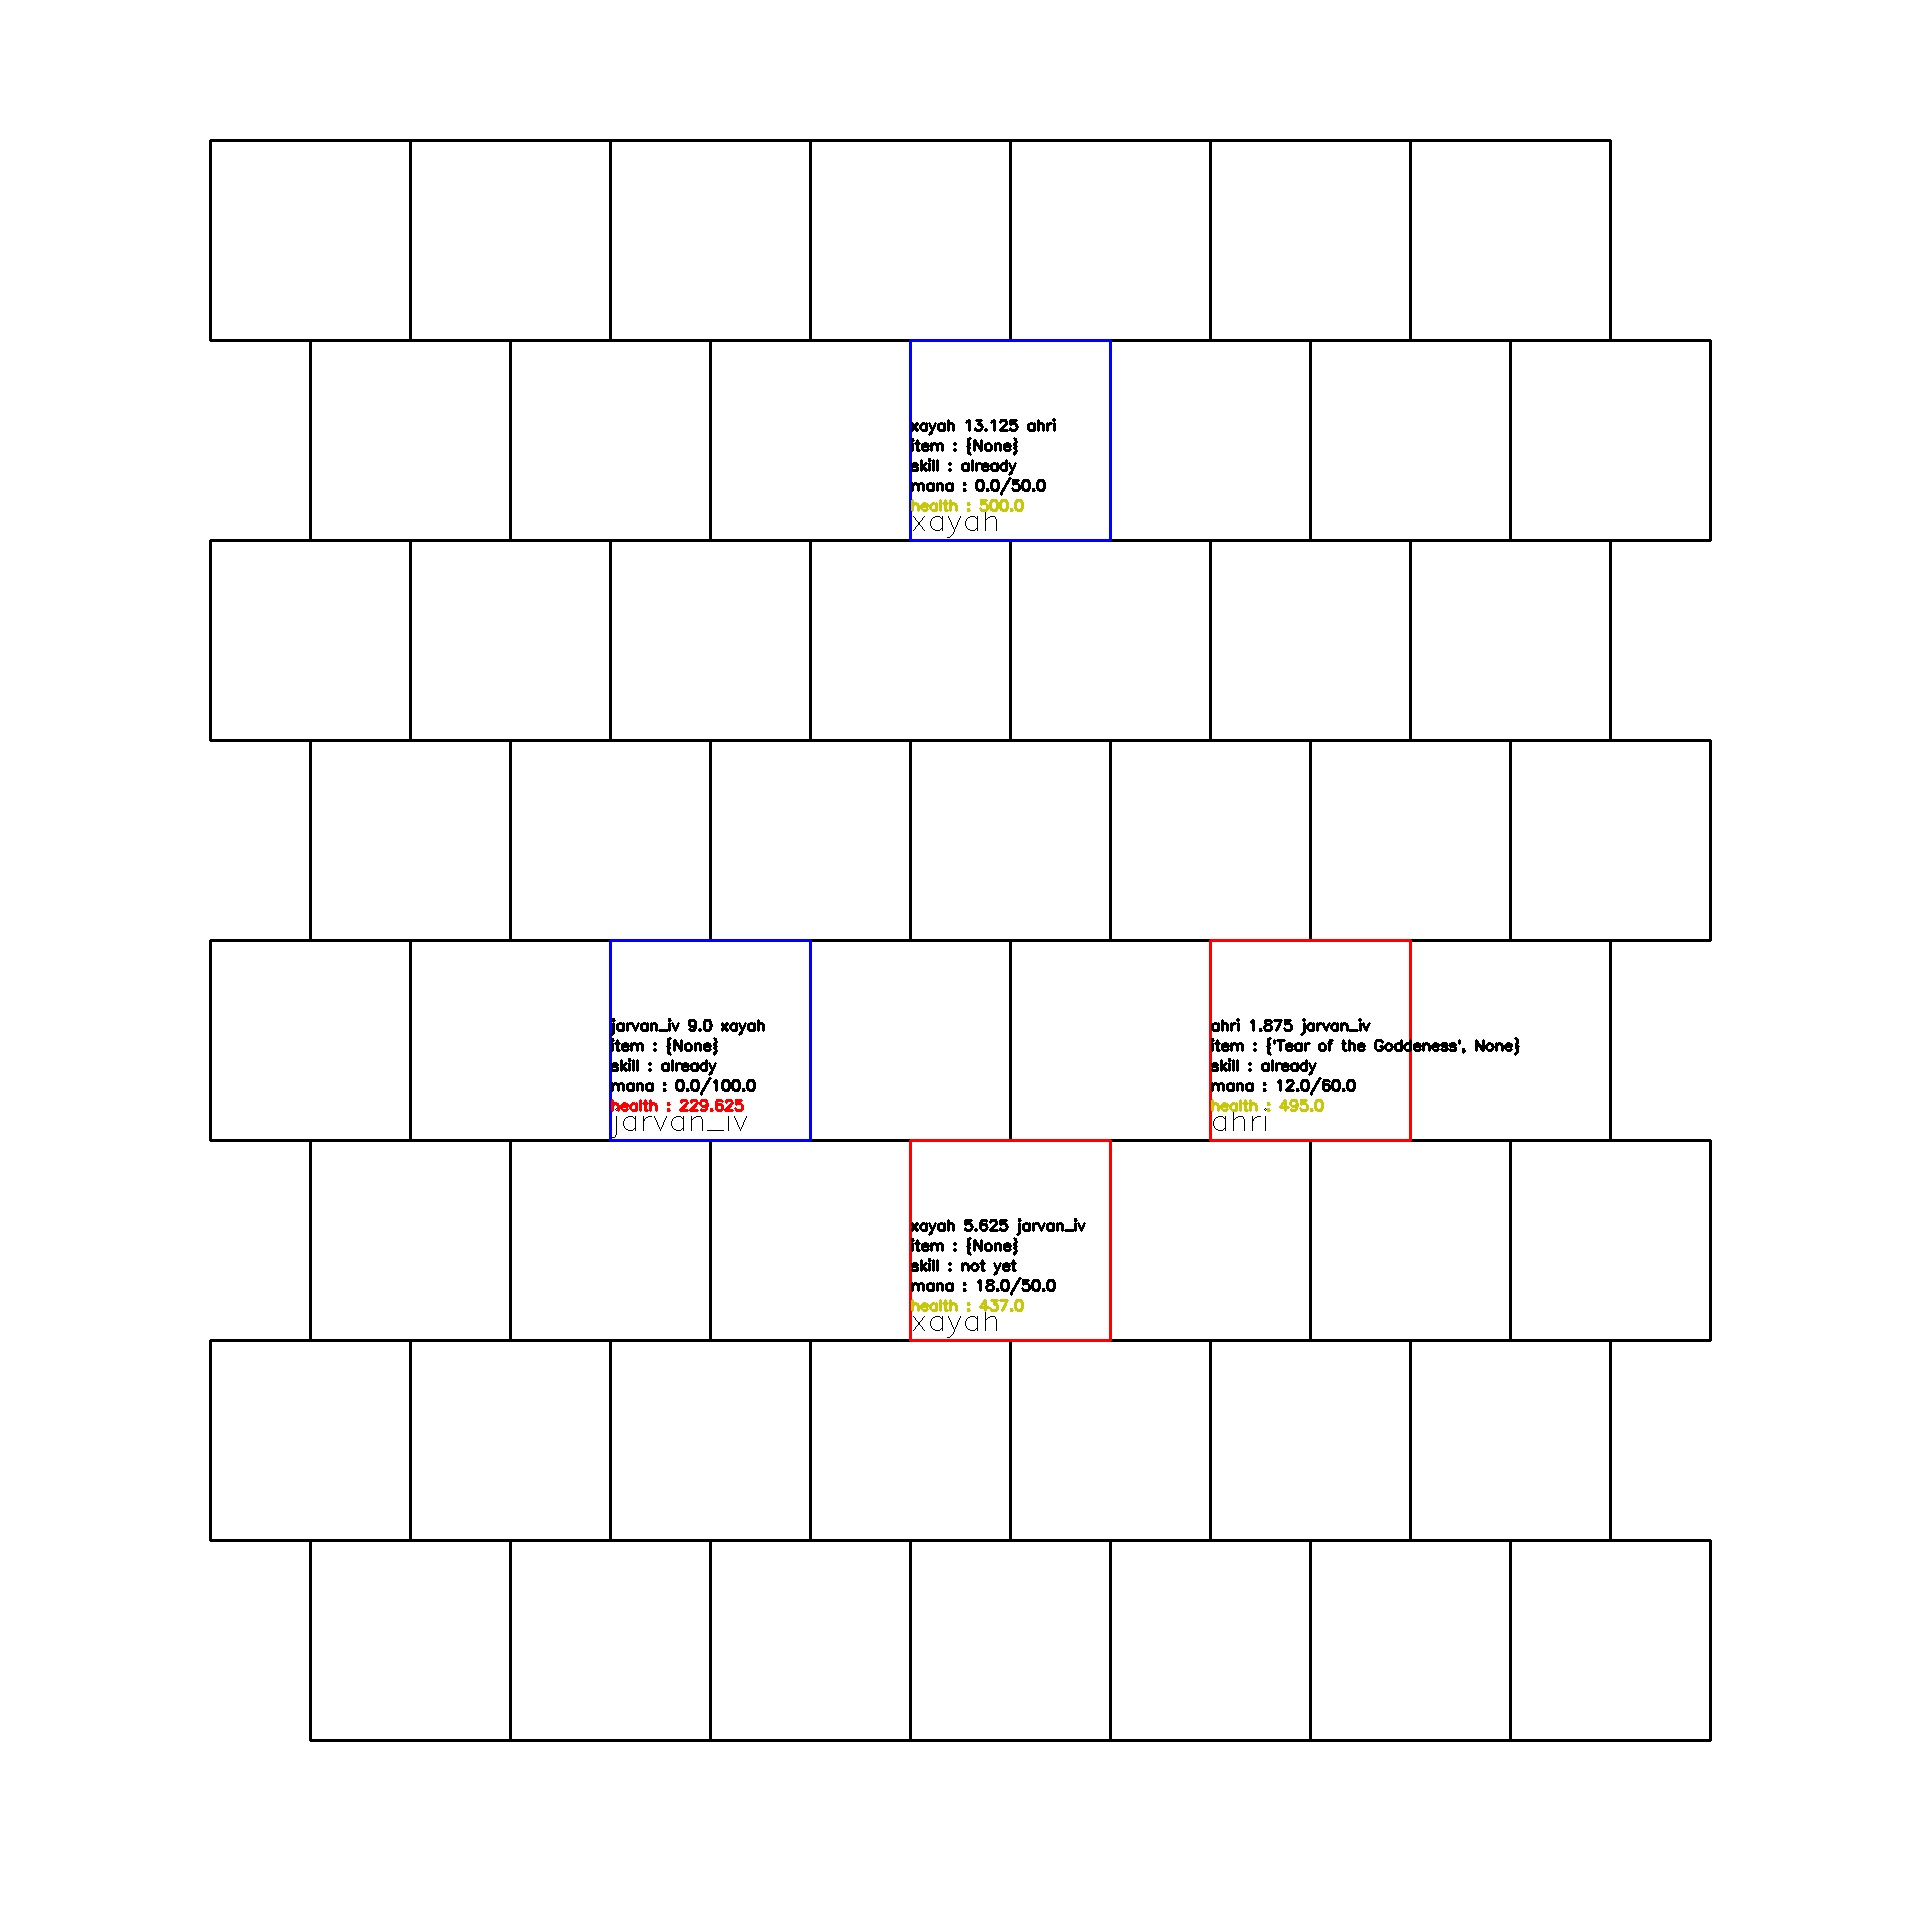 xayah 13.125 ahri
item : {None}
skill : already
mana : 0.0/50.0
health : 500.0
xayah
jarvan_iv 9.0 xayah
item : {None}
skill : already
mana : 0.0/100.0
health : 229.625
jarvan_iv
ahri 1.875 jarvan_iv
item : {'Tear of the Goddeness', None}
skill : already
mana : 12.0/60.0
health : 495.0
ahri
xayah 5.625 jarvan_iv
item : {None}
skill : not yet
mana : 18.0/50.0
health : 437.0
xayah